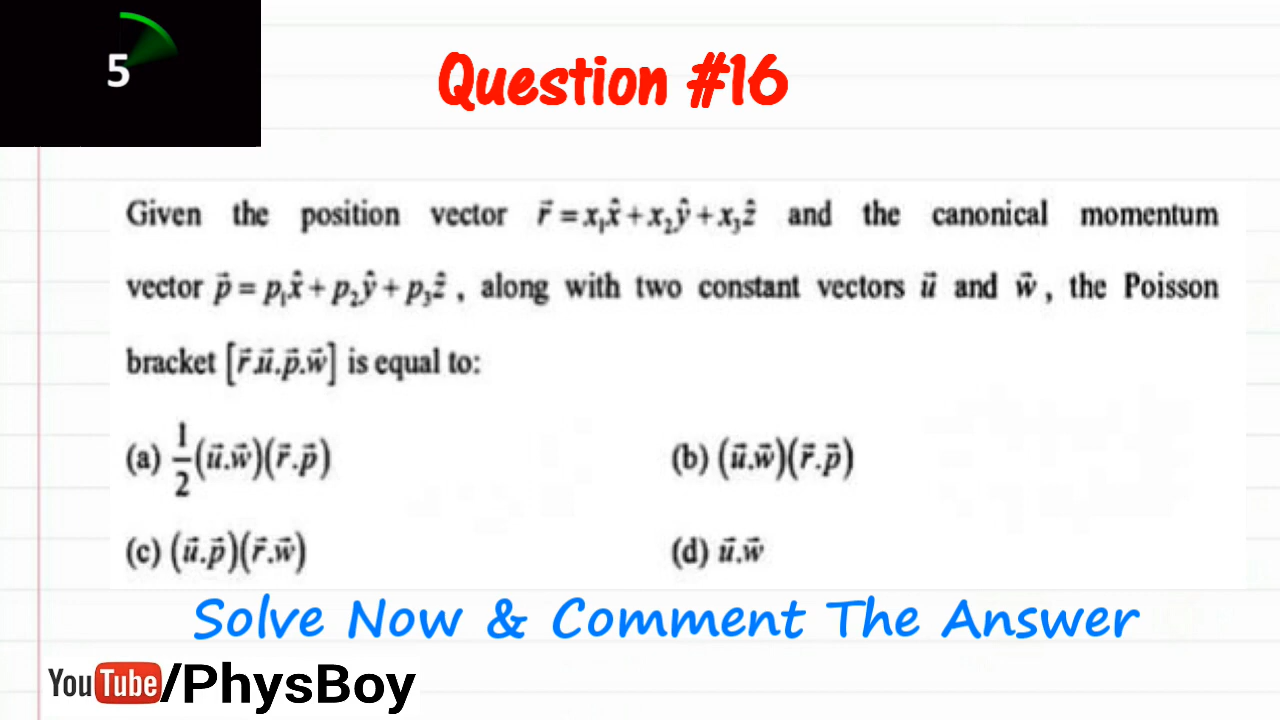 5
Question #16
Given the position vector r⃗ = x₁x̂ + x₂ŷ + x₃ẑ and the canonical momentum
vector p⃗ = p₁x̂ + p₂ŷ + p₃ẑ , along with two constant vectors u⃗ and w⃗ , the Poisson
bracket [r⃗.u⃗.p⃗.w⃗] is equal to:
(a) 1/2 (u⃗.w⃗)(r⃗.p⃗) (b) (u⃗.w⃗)(r⃗.p⃗)
(c) (u⃗.p⃗)(r⃗.w⃗) (d) u⃗.w⃗
Solve Now & Comment The Answer
YouTube/PhysBoy